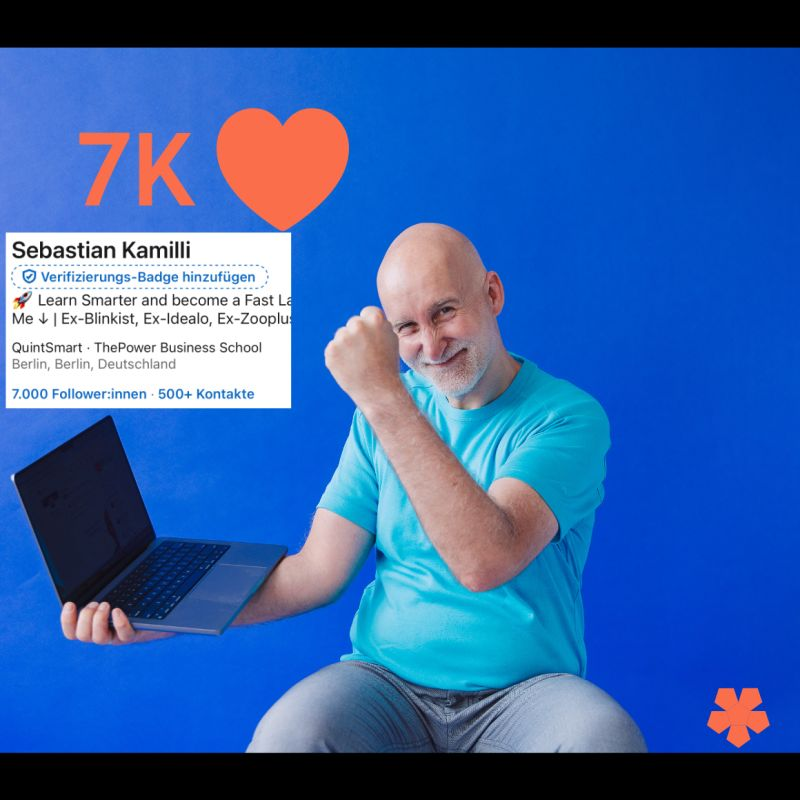 7K
Sebastian Kamilli
Verifizierungs-Badge hinzufügen
🚀 Learn Smarter and become a Fast La
Me ↓ | Ex-Blinkist, Ex-Idealo, Ex-Zooplus
QuintSmart · ThePower Business School
Berlin, Berlin, Deutschland
7.000 Follower:innen · 500+ Kontakte